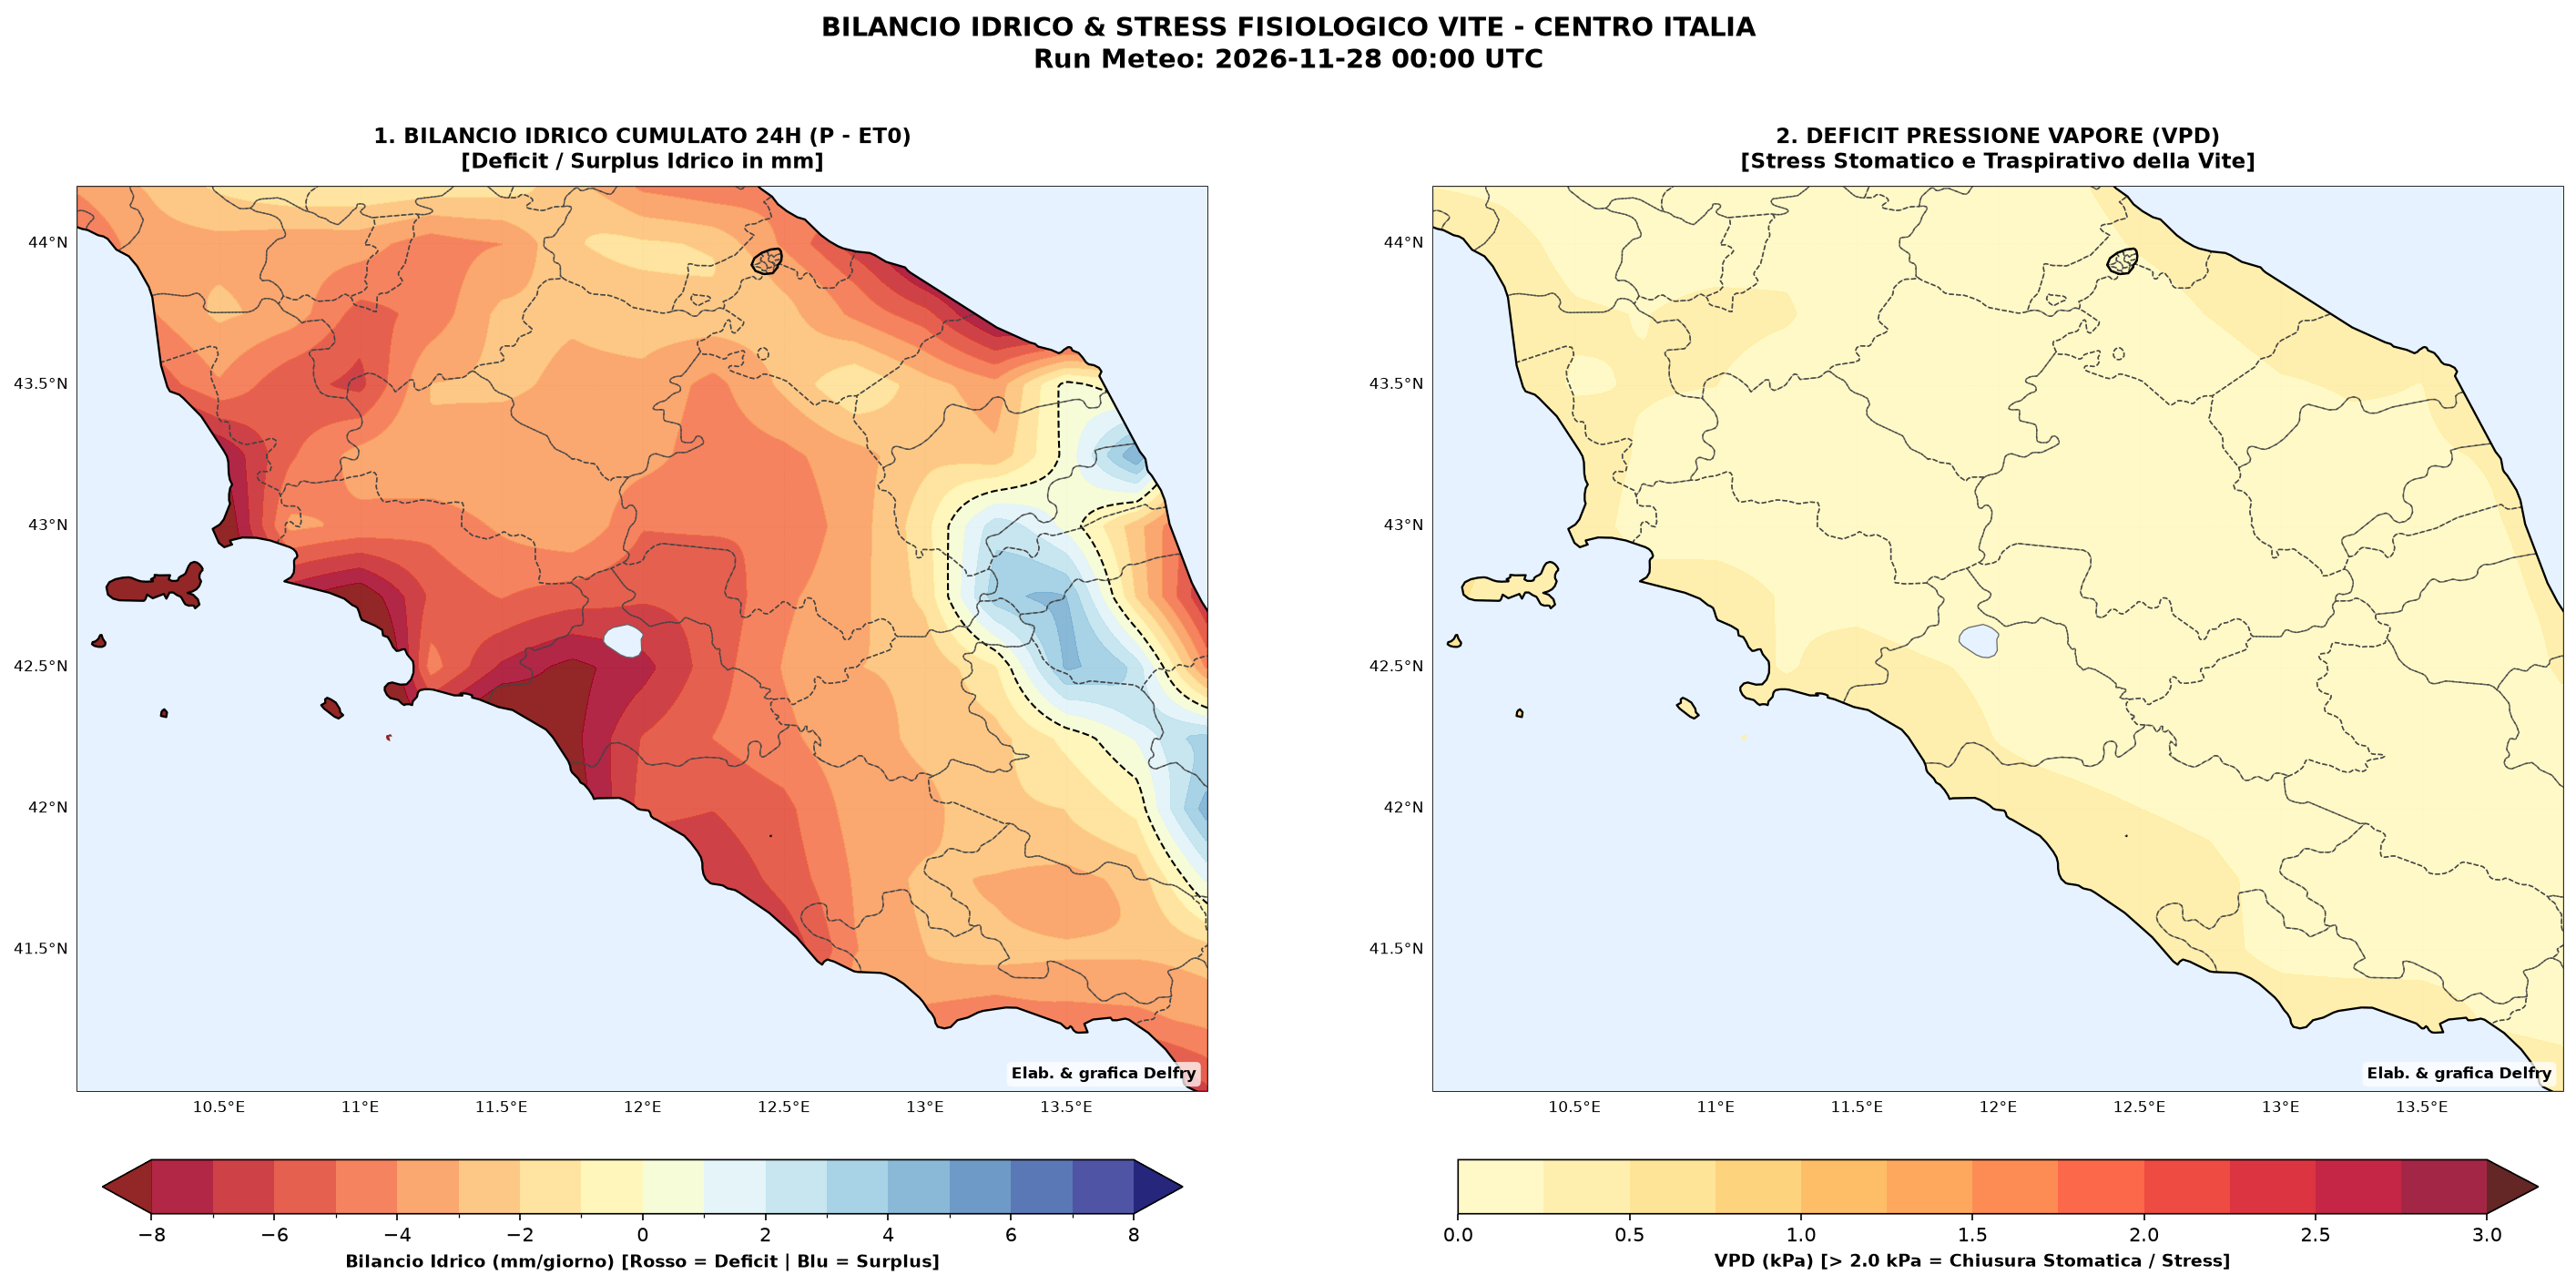 BILANCIO IDRICO & STRESS FISIOLOGICO VITE - CENTRO ITALIA
Run Meteo: 2026-11-28 00:00 UTC
1. BILANCIO IDRICO CUMULATO 24H (P - ET0)
[Deficit / Surplus Idrico in mm]
44°N
43.5°N
43°N
42.5°N
42°N
41.5°N
Elab. & grafica Delfry
10.5°E 11°E 11.5°E 12°E 12.5°E 13°E 13.5°E
−8 −6 −4 −2 0 2 4 6 8
Bilancio Idrico (mm/giorno) [Rosso = Deficit | Blu = Surplus]
2. DEFICIT PRESSIONE VAPORE (VPD)
[Stress Stomatico e Traspirativo della Vite]
44°N
43.5°N
43°N
42.5°N
42°N
41.5°N
Elab. & grafica Delfry
10.5°E 11°E 11.5°E 12°E 12.5°E 13°E 13.5°E
0.0 0.5 1.0 1.5 2.0 2.5 3.0
VPD (kPa) [> 2.0 kPa = Chiusura Stomatica / Stress]